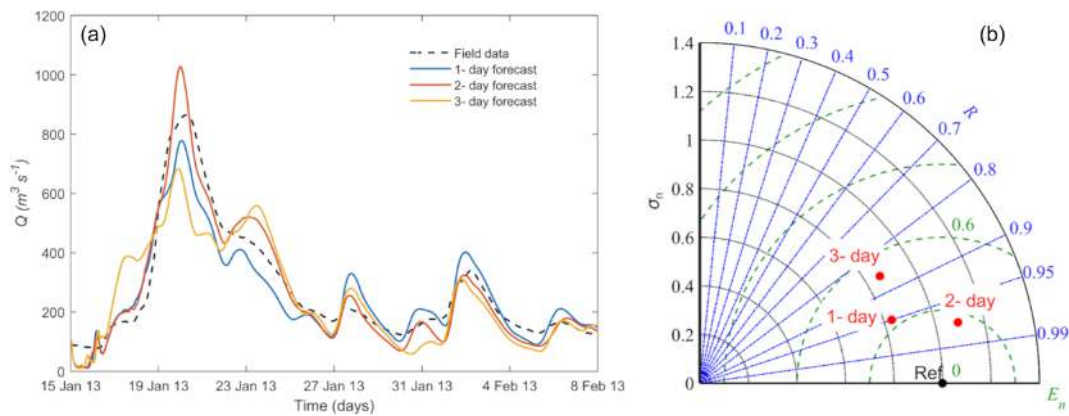 (a)
1200
1000
800
600
400
200
0
Q (m³ s⁻¹)
Field data
1- day forecast
2- day forecast
3- day forecast
15 Jan 13 19 Jan 13 23 Jan 13 27 Jan 13 31 Jan 13 4 Feb 13 8 Feb 13
Time (days)
(b)
1.4
1.2
1
0.8
0.6
0.4
0.2
0
σn
0.1
0.2
0.3
0.4
0.5
0.6
0.7
R
0.8
0.9
0.95
0.99
0.6
3- day
1- day
2- day
Ref
0
En